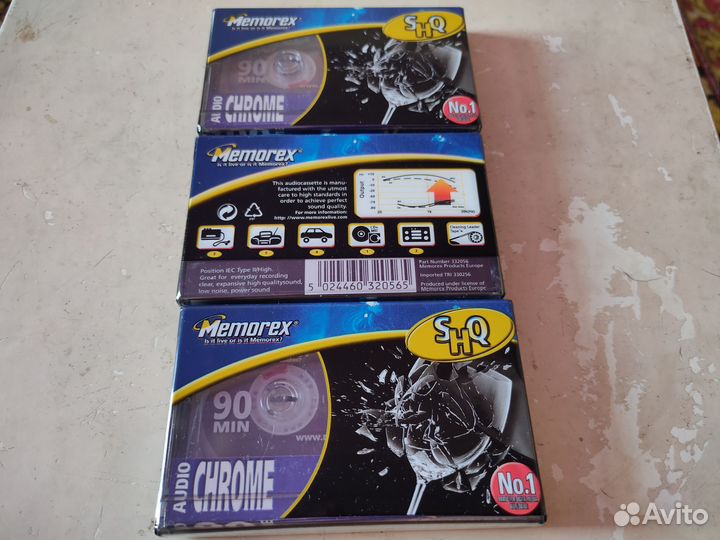 Memorex
Is it live or is it Memorex?
SHQ
90
MIN
AUDIO
CHROME
No.1
Memorex
Is it live or is it Memorex?
This audiocassette is manu-
factured with the utmost
care to high standards in
order to achieve perfect
sound quality.
For more information:
http://www.memorexlive.com
Output
Cleaning Leader
Tape
Position IEC Type II/High.
Great for everyday recording
clear, expansive high qualitysound,
low noise, power sound
5 024460 320565
Part Number 332056
Memorex Products Europe
Imported TRI 330256
Produced under license of
Memorex Products Europe
Memorex
Is it live or is it Memorex?
SHQ
90
MIN
AUDIO
CHROME
No.1
Avito